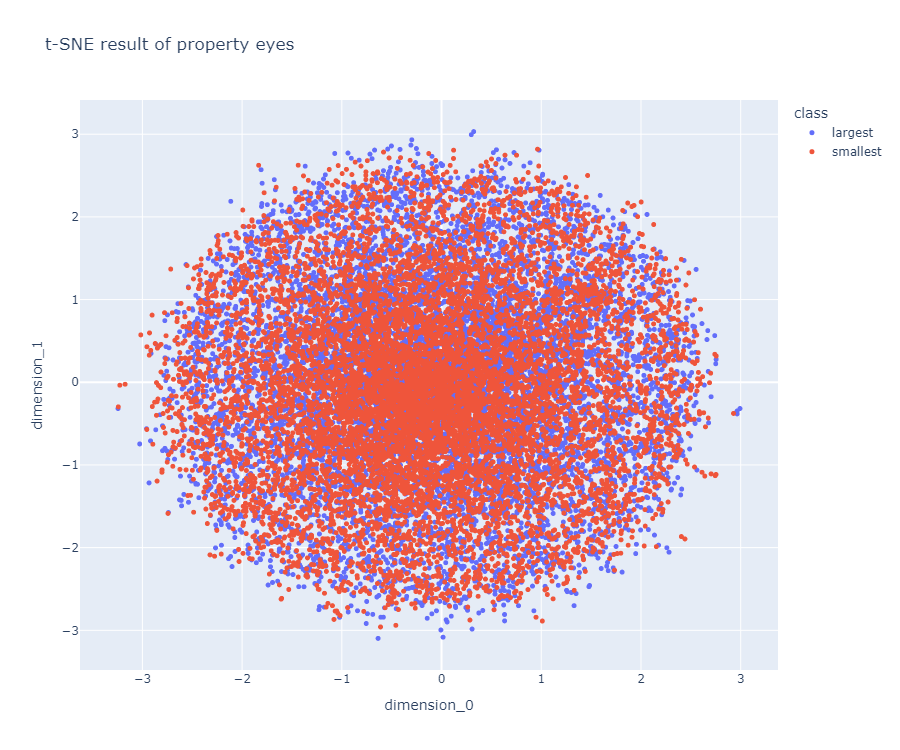 t-SNE result of property eyes
class
largest
smallest
3
2
1
0
−1
−2
−3
dimension_1
−3
−2
−1
0
1
2
3
dimension_0